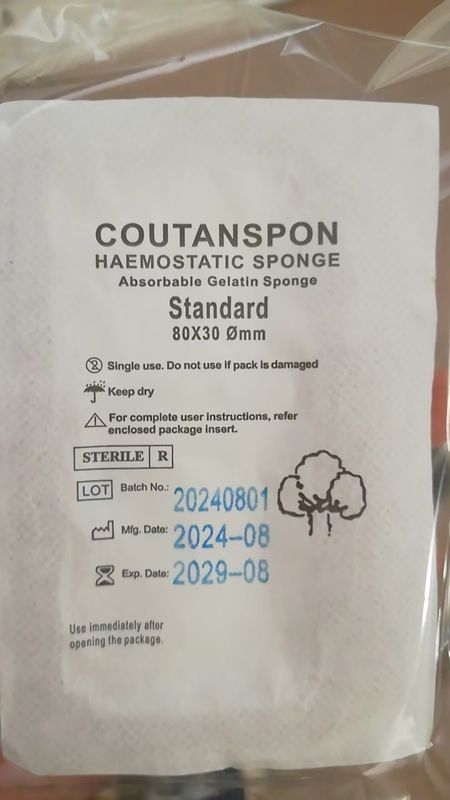 COUTANSPON
HAEMOSTATIC SPONGE
Absorbable Gelatin Sponge
Standard
80X30 Ømm
2 Single use. Do not use if pack is damaged
Keep dry
For complete user instructions, refer
enclosed package insert.
STERILE R
LOT Batch No.: 20240801
Mfg. Date: 2024-08
Exp. Date: 2029-08
Use immediately after
opening the package.